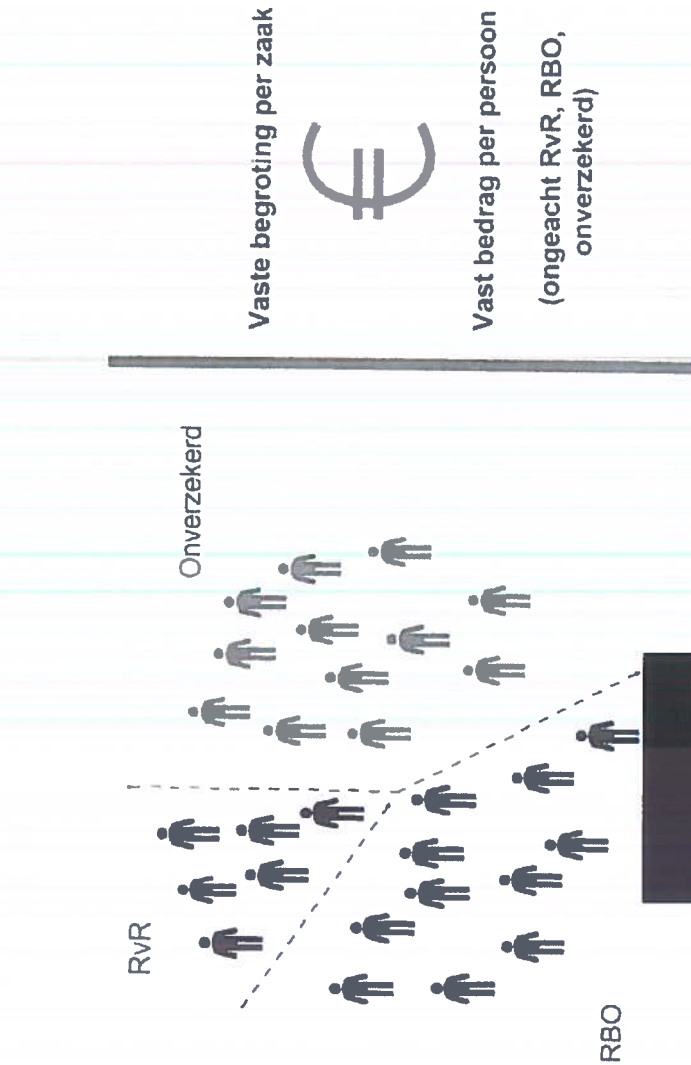 RvR
Onverzekerd
RBO
Vaste begroting per zaak
€
Vast bedrag per persoon
(ongeacht RvR, RBO,
onverzekerd)